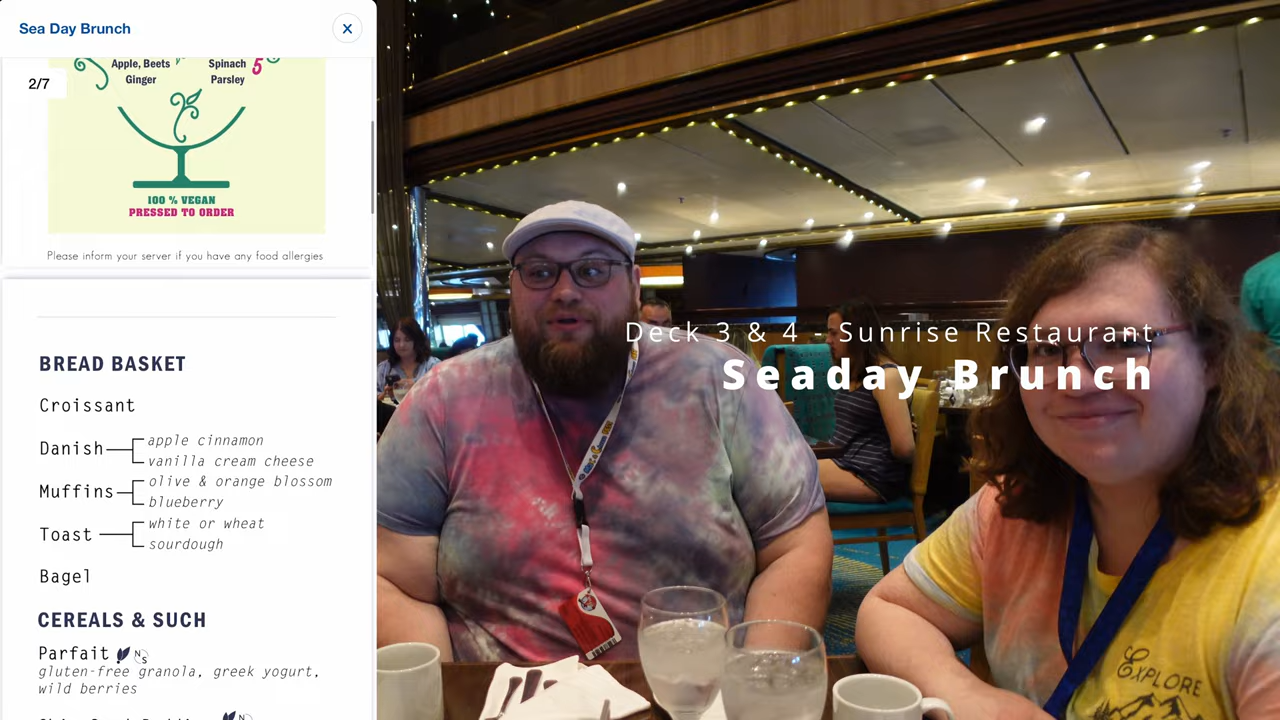 Sea Day Brunch
2/7
Apple, Beets
Ginger
Spinach
Parsley
5
100 % VEGAN
PRESSED TO ORDER
Please inform your server if you have any food allergies
BREAD BASKET
Croissant
Danish
apple cinnamon
vanilla cream cheese
Muffins
olive & orange blossom
blueberry
Toast
white or wheat
sourdough
Bagel
CEREALS & SUCH
Parfait
N
S
gluten-free granola, greek yogurt,
wild berries
Deck 3 & 4 - Sunrise Restaurant
Seaday Brunch
EXPLORE